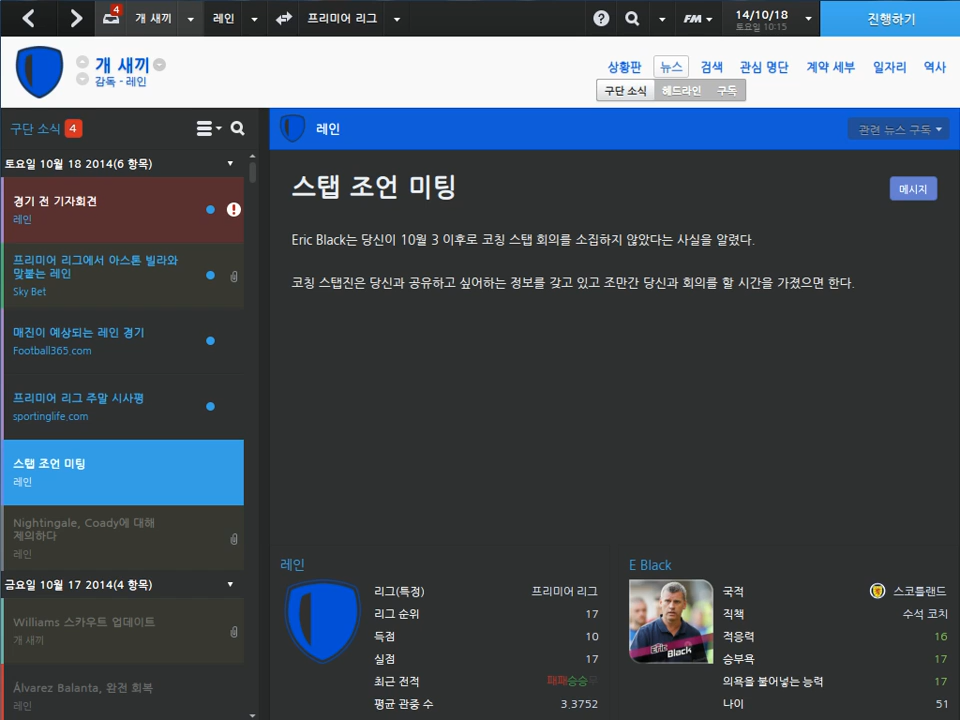 4
개 새끼
레인
프리미어 리그
?
FM
14/10/18
토요일 10:15
진행하기
개 새끼
감독 - 레인
상황판
뉴스
검색
관심 명단
계약 세부
일자리
역사
구단 소식
헤드라인
구독
구단 소식 4
레인
관련 뉴스 구독
토요일 10월 18 2014(6 항목)
경기 전 기자회견
레인
프리미어 리그에서 아스톤 빌라와
맞붙는 레인
Sky Bet
매진이 예상되는 레인 경기
Football365.com
프리미어 리그 주말 시사평
sportinglife.com
스탭 조언 미팅
레인
Nightingale, Coady에 대해
제의하다
레인
금요일 10월 17 2014(4 항목)
Williams 스카우트 업데이트
개 새끼
Álvarez Balanta, 완전 회복
레인
스탭 조언 미팅
메시지
Eric Black는 당신이 10월 3 이후로 코칭 스탭 회의를 소집하지 않았다는 사실을 알렸다.
코칭 스탭진은 당신과 공유하고 싶어하는 정보를 갖고 있고 조만간 당신과 회의를 할 시간을 가졌으면 한다.
레인
리그(특정) 프리미어 리그
리그 순위 17
득점 10
실점 17
최근 전적 패패승승무
평균 관중 수 3,3752
E Black
Eric Black
국적 스코틀랜드
직책 수석 코치
적응력 16
승부욕 17
의욕을 불어넣는 능력 17
나이 51